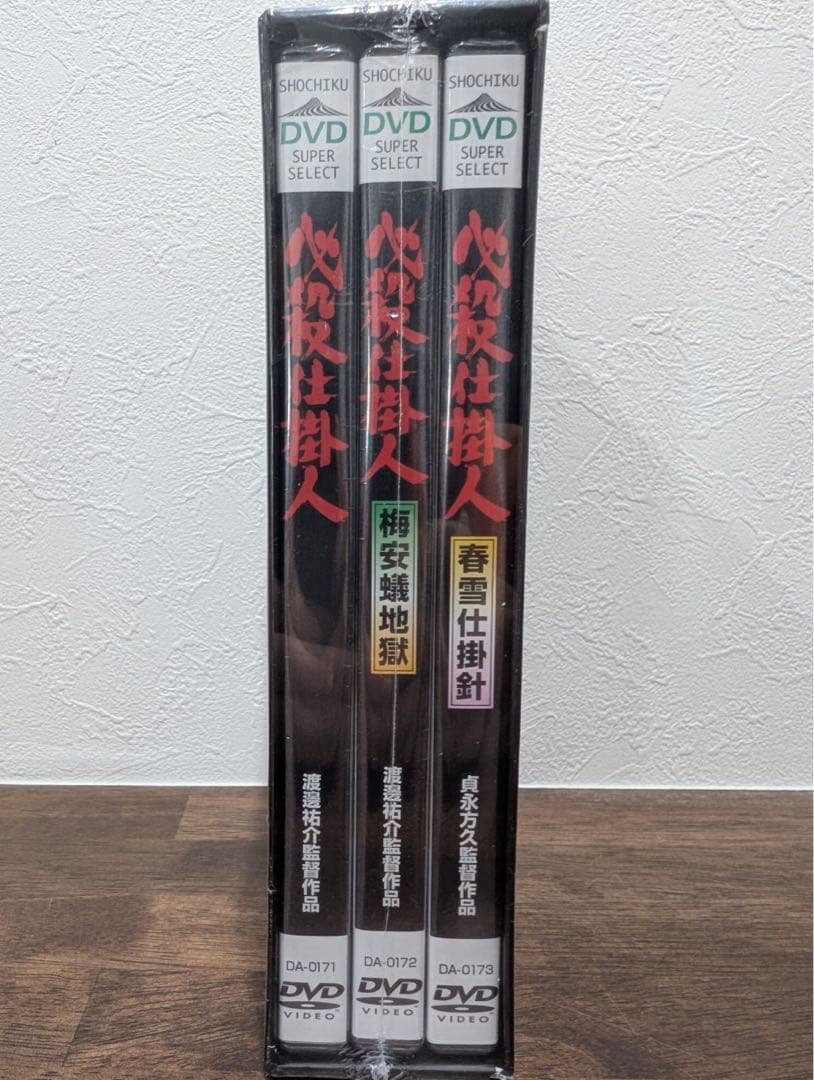 SHOCHIKU
DVD
SUPER
SELECT
必殺仕掛人
渡邊祐介監督作品
DA-0171
DVD
VIDEO
SHOCHIKU
DVD
SUPER
SELECT
必殺仕掛人
梅安蟻地獄
渡邊祐介監督作品
DA-0172
DVD
VIDEO
SHOCHIKU
DVD
SUPER
SELECT
必殺仕掛人
春雪仕掛針
貞永方久監督作品
DA-0173
DVD
VIDEO